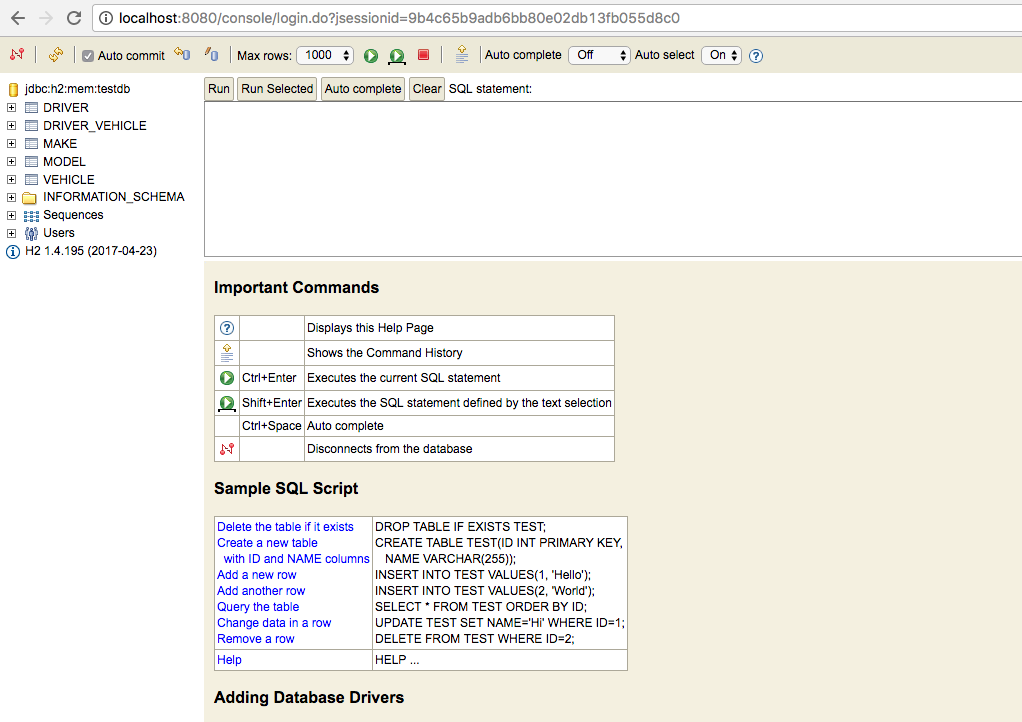 localhost:8080/console/login.do?jsessionid=9b4c65b9adb6bb80e02db13fb055d8c0
Auto commit Max rows: 1000 Auto complete Off Auto select On
jdbc:h2:mem:testdb
DRIVER
DRIVER_VEHICLE
MAKE
MODEL
VEHICLE
INFORMATION_SCHEMA
Sequences
Users
H2 1.4.195 (2017-04-23)
Run Run Selected Auto complete Clear SQL statement:
Important Commands
Displays this Help Page
Shows the Command History
Ctrl+Enter Executes the current SQL statement
Shift+Enter Executes the SQL statement defined by the text selection
Ctrl+Space Auto complete
Disconnects from the database
Sample SQL Script
Delete the table if it exists DROP TABLE IF EXISTS TEST;
Create a new table CREATE TABLE TEST(ID INT PRIMARY KEY,
with ID and NAME columns NAME VARCHAR(255));
Add a new row INSERT INTO TEST VALUES(1, 'Hello');
Add another row INSERT INTO TEST VALUES(2, 'World');
Query the table SELECT * FROM TEST ORDER BY ID;
Change data in a row UPDATE TEST SET NAME='Hi' WHERE ID=1;
Remove a row DELETE FROM TEST WHERE ID=2;
Help HELP ...
Adding Database Drivers